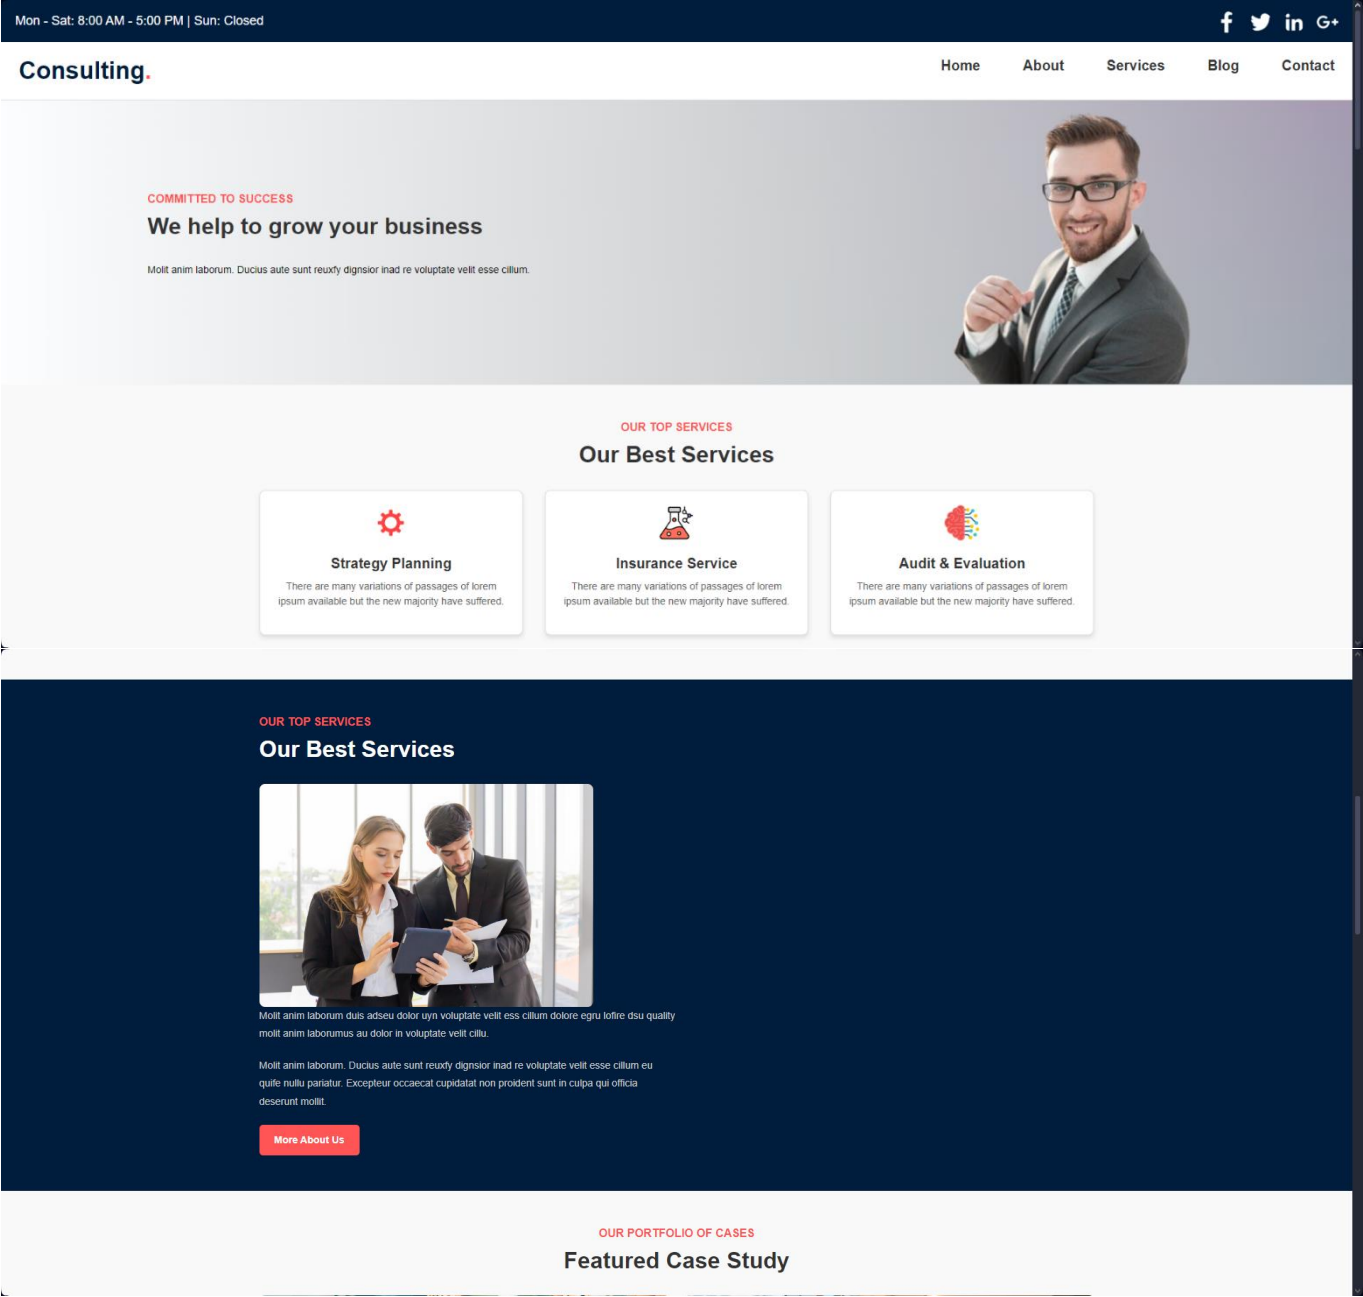 Mon - Sat: 8:00 AM - 5:00 PM | Sun: Closed
f in G+
Consulting.
Home About Services Blog Contact
COMMITTED TO SUCCESS
We help to grow your business
Molit anim laborum. Ducius aute sunt reuxfy dignsior inad re voluptate velit esse cillum.
OUR TOP SERVICES
Our Best Services
Strategy Planning
There are many variations of passages of lorem
ipsum available but the new majority have suffered.
Insurance Service
There are many variations of passages of lorem
ipsum available but the new majority have suffered.
Audit & Evaluation
There are many variations of passages of lorem
ipsum available but the new majority have suffered.
OUR TOP SERVICES
Our Best Services
Molit anim laborum duis adseu dolor uyn voluptate velit ess cillum dolore egru lofire dsu quality
molit anim laborumus au dolor in voluptate velit cillu.
Molit anim laborum. Ducius aute sunt reuxfy dignsior inad re voluptate velit esse cillum eu
quife nullu pariatur. Excepteur occaecat cupidatat non proident sunt in culpa qui officia
deserunt mollit.
More About Us
OUR PORTFOLIO OF CASES
Featured Case Study